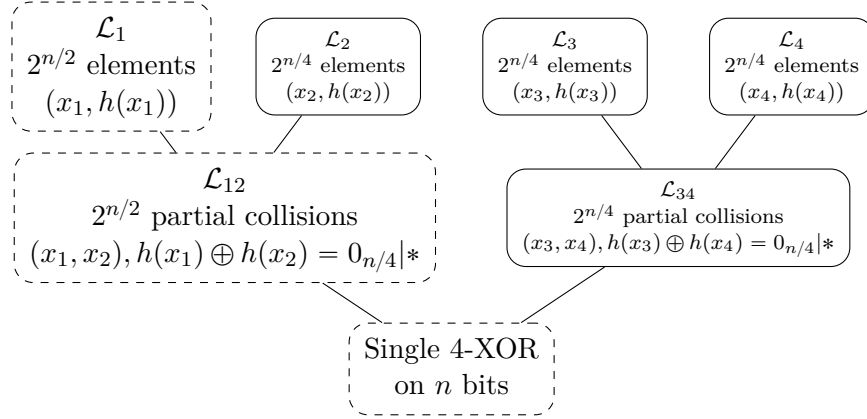 $\mathcal{L}_1$
$2^{n/2}$ elements
$(x_1, h(x_1))$
$\mathcal{L}_2$
$2^{n/4}$ elements
$(x_2, h(x_2))$
$\mathcal{L}_3$
$2^{n/4}$ elements
$(x_3, h(x_3))$
$\mathcal{L}_4$
$2^{n/4}$ elements
$(x_4, h(x_4))$
$\mathcal{L}_{12}$
$2^{n/2}$ partial collisions
$(x_1, x_2), h(x_1) \oplus h(x_2) = 0_{n/4}|*$
$\mathcal{L}_{34}$
$2^{n/4}$ partial collisions
$(x_3, x_4), h(x_3) \oplus h(x_4) = 0_{n/4}|*$
Single 4-XOR
on $n$ bits